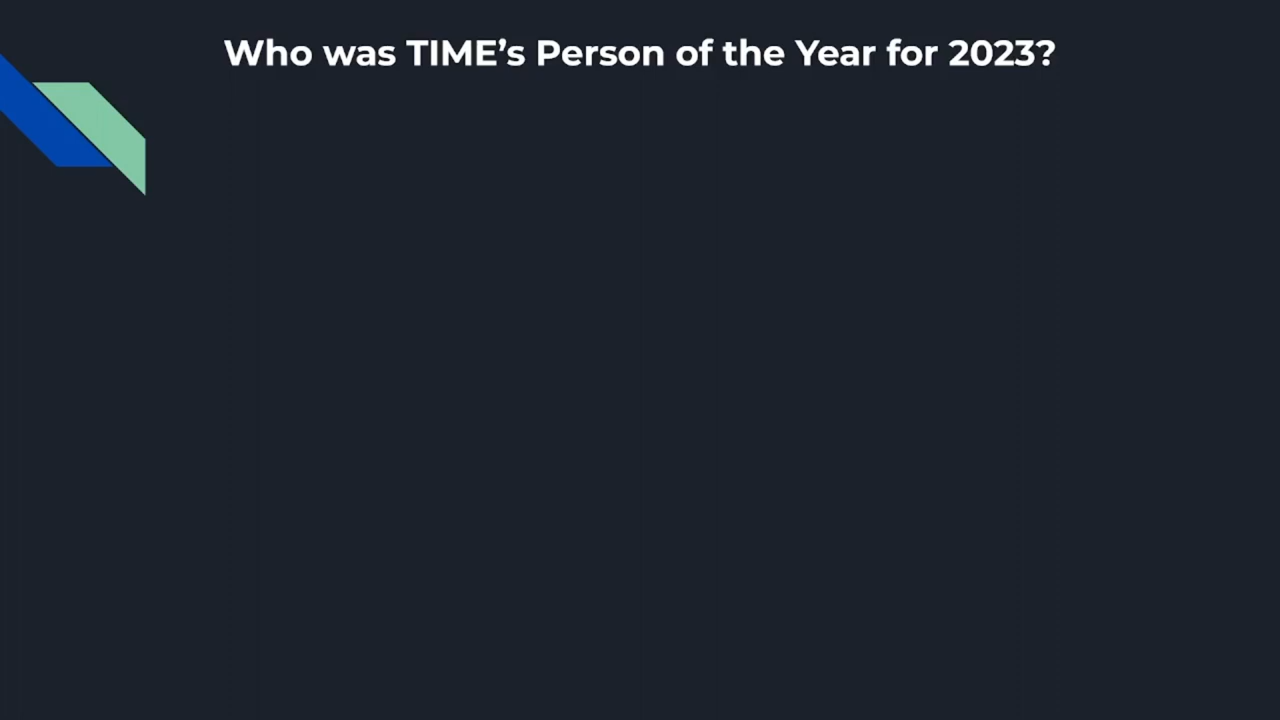 Who was TIME’s Person of the Year for 2023?